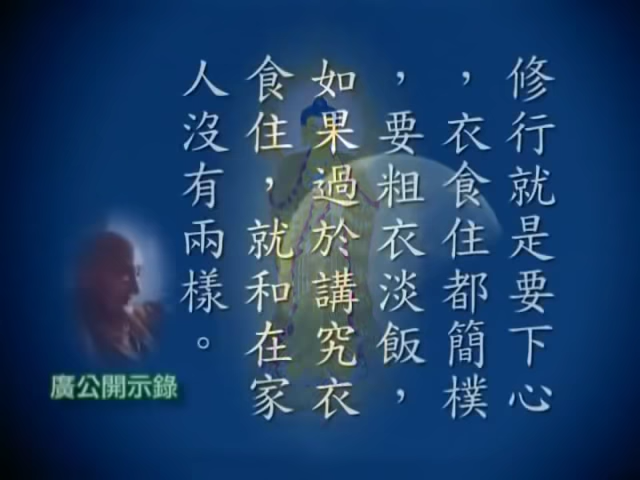 修行就是要下心
，衣食住都簡樸
，要粗衣淡飯，
如果過於講究衣
食住，就和在家
人沒有兩樣。
廣公開示錄